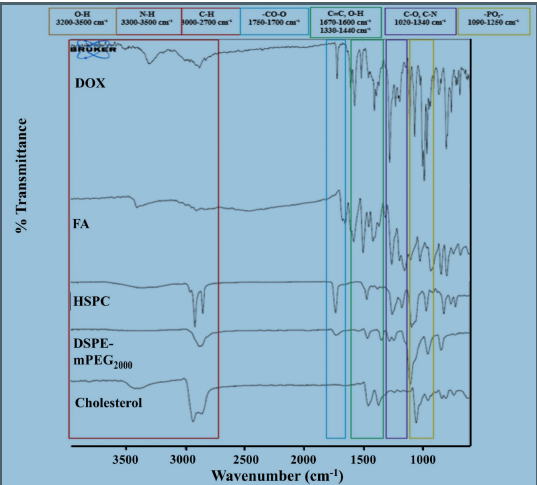 O-H
3200-3500 cm⁻¹
N-H
3300-3500 cm⁻¹
C-H
3000-2700 cm⁻¹
-CO-O
1750-1700 cm⁻¹
C=C, O-H
1670-1600 cm⁻¹
1330-1440 cm⁻¹
C-O, C-N
1020-1340 cm⁻¹
-PO₂-
1090-1250 cm⁻¹
BRUKER
DOX
FA
HSPC
DSPE-
mPEG₂₀₀₀
Cholesterol
% Transmittance
3500 3000 2500 2000 1500 1000
Wavenumber (cm⁻¹)